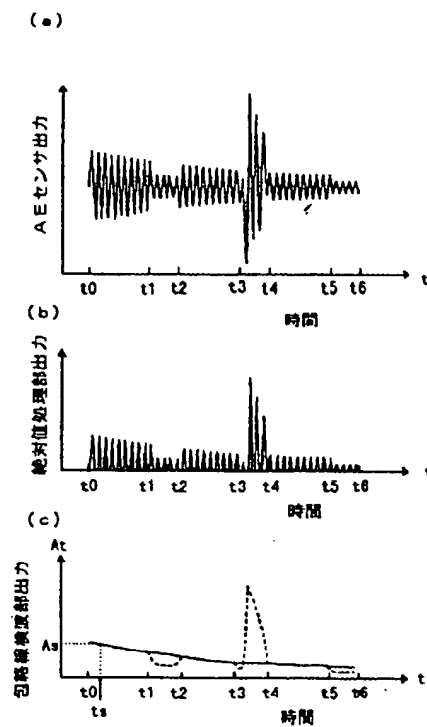 (a)
AEセンサ出力
t0 t1 t2 t3 t4 t5 t6 t
時間
(b)
絶対値処理部出力
t0 t1 t2 t3 t4 t5 t6 t
時間
(c)
At
As
包絡線検波部出力
t0 t1 t2 t3 t4 t5 t6 t
ts
時間